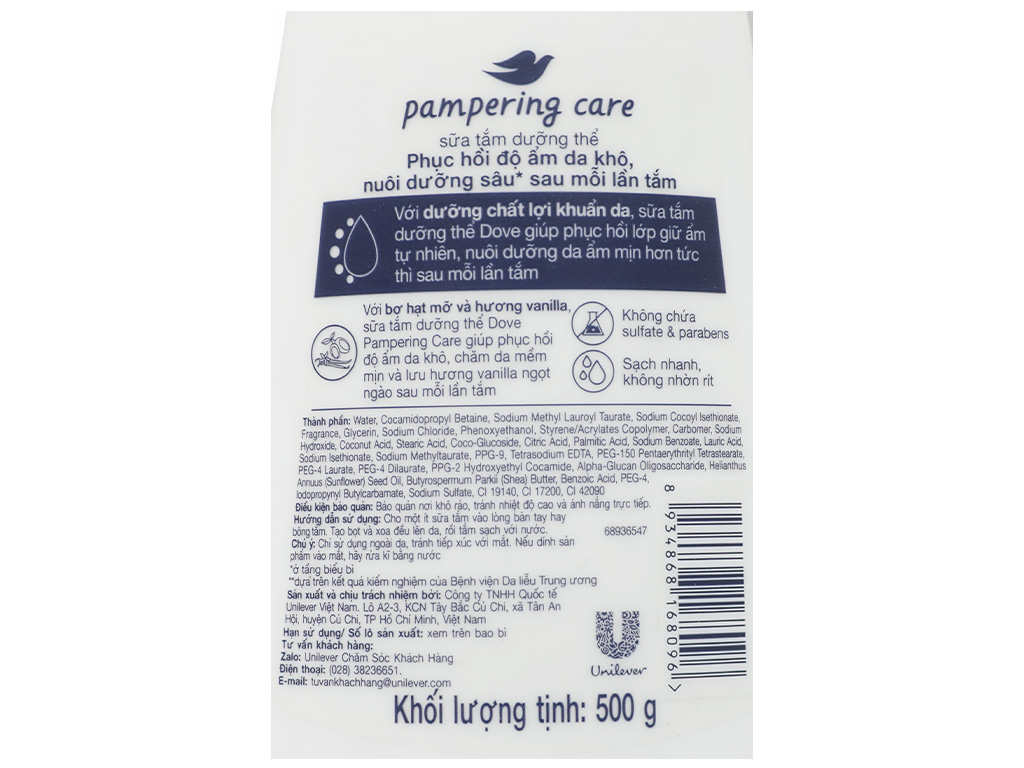 pampering care
sữa tắm dưỡng thể
Phục hồi độ ẩm da khô,
nuôi dưỡng sâu* sau mỗi lần tắm
Với dưỡng chất lợi khuẩn da, sữa tắm
dưỡng thể Dove giúp phục hồi lớp giữ ẩm
tự nhiên, nuôi dưỡng da ẩm mịn hơn tức
thì sau mỗi lần tắm
Với bơ hạt mỡ và hương vanilla,
sữa tắm dưỡng thể Dove
Pampering Care giúp phục hồi
độ ẩm da khô, chăm da mềm
mịn và lưu hương vanilla ngọt
ngào sau mỗi lần tắm
Không chứa
sulfate & parabens
Sạch nhanh,
không nhờn rít
Thành phần: Water, Cocamidopropyl Betaine, Sodium Methyl Lauroyl Taurate, Sodium Cocoyl Isethionate,
Fragrance, Glycerin, Sodium Chloride, Phenoxyethanol, Styrene/Acrylates Copolymer, Carbomer, Sodium
Hydroxide, Coconut Acid, Stearic Acid, Coco-Glucoside, Citric Acid, Palmitic Acid, Sodium Benzoate, Lauric Acid,
Sodium Isethionate, Sodium Methyltaurate, PPG-9, Tetrasodium EDTA, PEG-150 Pentaerythrityl Tetrastearate,
PEG-4 Laurate, PEG-4 Dilaurate, PPG-2 Hydroxyethyl Cocamide, Alpha-Glucan Oligosaccharide, Helianthus
Annuus (Sunflower) Seed Oil, Butyrospermum Parkii (Shea) Butter, Benzoic Acid, PEG-4,
Iodopropynyl Butylcarbamate, Sodium Sulfate, CI 19140, CI 17200, CI 42090
Điều kiện bảo quản: Bảo quản nơi khô ráo, tránh nhiệt độ cao và ánh nắng trực tiếp.
Hướng dẫn sử dụng: Cho một ít sữa tắm vào lòng bàn tay hay
bông tắm. Tạo bọt và xoa đều lên da, rồi tắm sạch với nước.
68936547
Chú ý: Chỉ sử dụng ngoài da, tránh tiếp xúc với mắt. Nếu dính sản
phẩm vào mắt, hãy rửa kĩ bằng nước
*ở tầng biểu bì
**dựa trên kết quả kiểm nghiệm của Bệnh viện Da liễu Trung ương
Sản xuất và chịu trách nhiệm bởi: Công ty TNHH Quốc tế
Unilever Việt Nam. Lô A2-3, KCN Tây Bắc Củ Chi, xã Tân An
Hội, huyện Củ Chi, TP Hồ Chí Minh, Việt Nam
Hạn sử dụng/ Số lô sản xuất: xem trên bao bì
Tư vấn khách hàng:
Zalo: Unilever Chăm Sóc Khách Hàng
Điện thoại: (028) 38236651.
E-mail: tuvankhachhang@unilever.com
Unilever
8 934868 168096 >
Khối lượng tịnh: 500 g